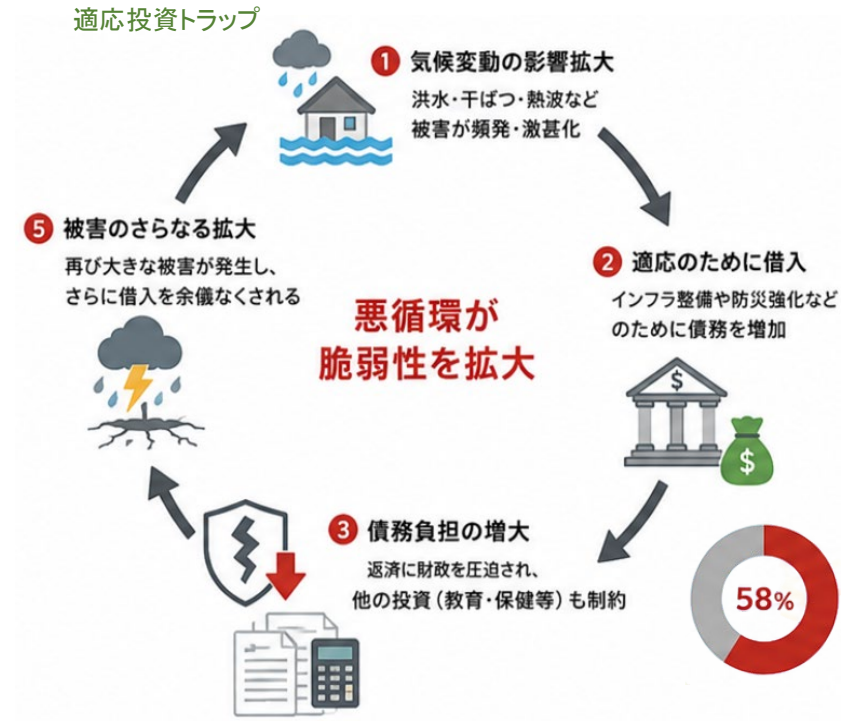 適応投資トラップ
1 気候変動の影響拡大
洪水・干ばつ・熱波など
被害が頻発・激甚化
2 適応のために借入
インフラ整備や防災強化など
のために債務を増加
$
$
58%
3 債務負担の増大
返済に財政を圧迫され、
他の投資（教育・保健等）も制約
5 被害のさらなる拡大
再び大きな被害が発生し、
さらに借入を余儀なくされる
悪循環が
脆弱性を拡大